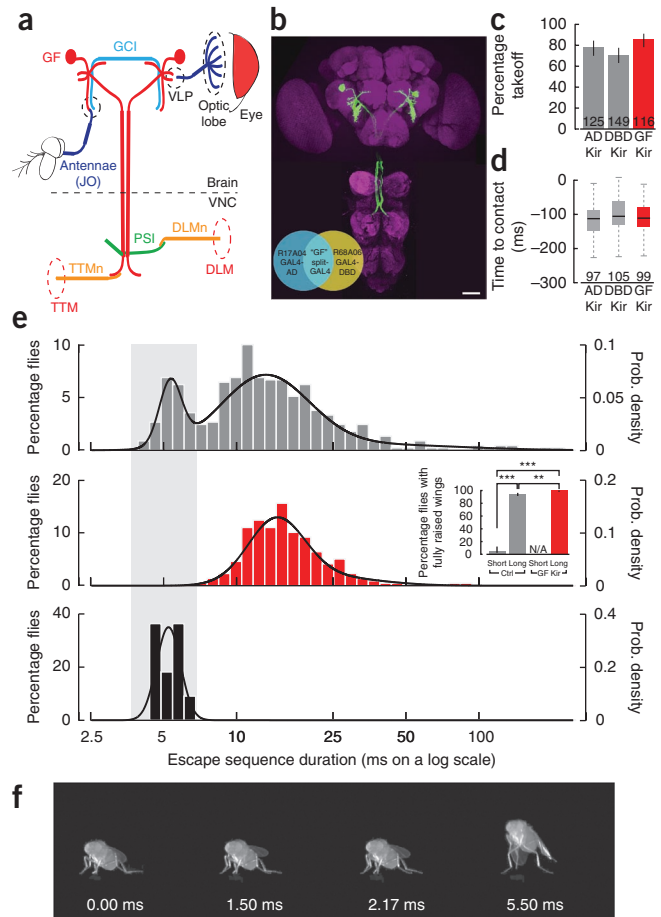 a
GF
GCI
VLP
Optic
lobe
Eye
Antennae
(JO)
Brain
VNC
PSI
DLMn
TTMn
DLM
TTM
b
R17A04
GAL4-
AD
"GF"
split-
GAL4
R68A06
GAL4-
DBD
c
Percentage
takeoff
100
80
60
40
20
0
125
149
116
AD
Kir
DBD
Kir
GF
Kir
d
Time to contact
(ms)
0
−100
−200
−300
97
105
99
AD
Kir
DBD
Kir
GF
Kir
e
Percentage flies
10
5
0
0.1
0.05
0
Prob. density
Percentage flies
20
10
0
0.2
0.1
0
Prob. density
Percentage flies with
fully raised wings
100
80
60
40
20
0
***
***
**
N/A
Short Long Short Long
Ctrl
GF Kir
Percentage flies
40
20
0
0.4
0.2
0
Prob. density
2.5
5
10
25
50
100
Escape sequence duration (ms on a log scale)
f
0.00 ms
1.50 ms
2.17 ms
5.50 ms